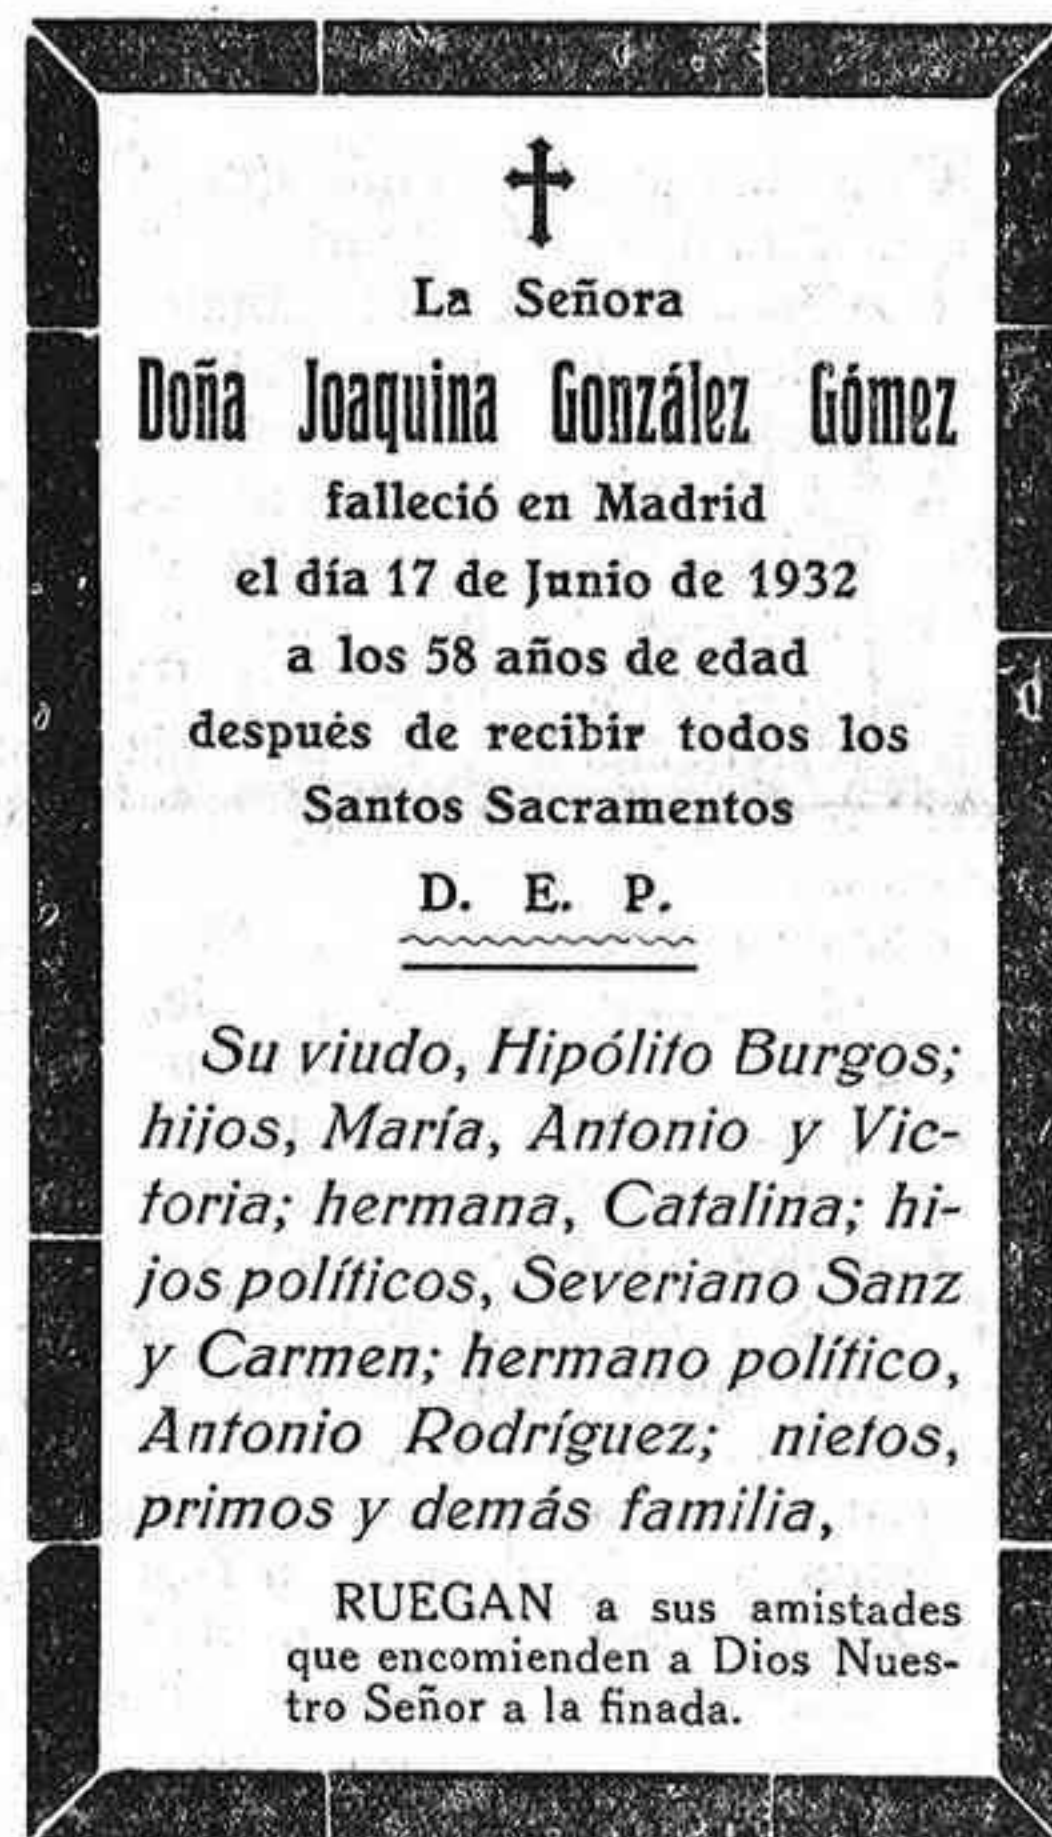 La Señora
Doña Joaquina González Gómez
falleció en Madrid
el día 17 de Junio de 1932
a los 58 años de edad
después de recibir todos los
Santos Sacramentos
D. E. P.
Su viudo, Hipólito Burgos;
hijos, María, Antonio y Vic-
toria; hermana, Catalina; hi-
jos políticos, Severiano Sanz
y Carmen; hermano político,
Antonio Rodríguez; nietos,
primos y demás familia,
RUEGAN a sus amistades
que encomienden a Dios Nues-
tro Señor a la finada.